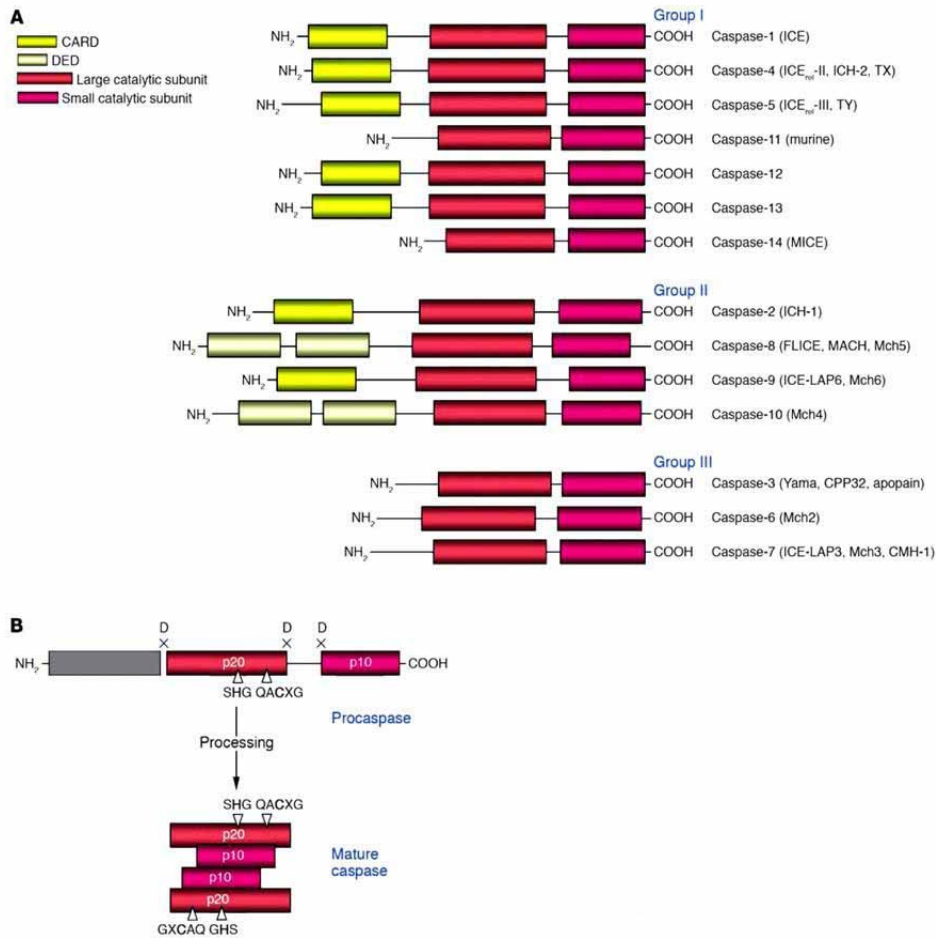 A
CARD
DED
Large catalytic subunit
Small catalytic subunit
Group I
NH2 COOH Caspase-1 (ICE)
NH2 COOH Caspase-4 (ICErel-II, ICH-2, TX)
NH2 COOH Caspase-5 (ICErel-III, TY)
NH2 COOH Caspase-11 (murine)
NH2 COOH Caspase-12
NH2 COOH Caspase-13
NH2 COOH Caspase-14 (MICE)
Group II
NH2 COOH Caspase-2 (ICH-1)
NH2 COOH Caspase-8 (FLICE, MACH, Mch5)
NH2 COOH Caspase-9 (ICE-LAP6, Mch6)
NH2 COOH Caspase-10 (Mch4)
Group III
NH2 COOH Caspase-3 (Yama, CPP32, apopain)
NH2 COOH Caspase-6 (Mch2)
NH2 COOH Caspase-7 (ICE-LAP3, Mch3, CMH-1)
B
D D D
NH2 p20 p10 COOH
SHG QACXG
Procaspase
Processing
SHG QACXG
p20
p10
Mature
caspase
p10
p20
GXCAQ GHS